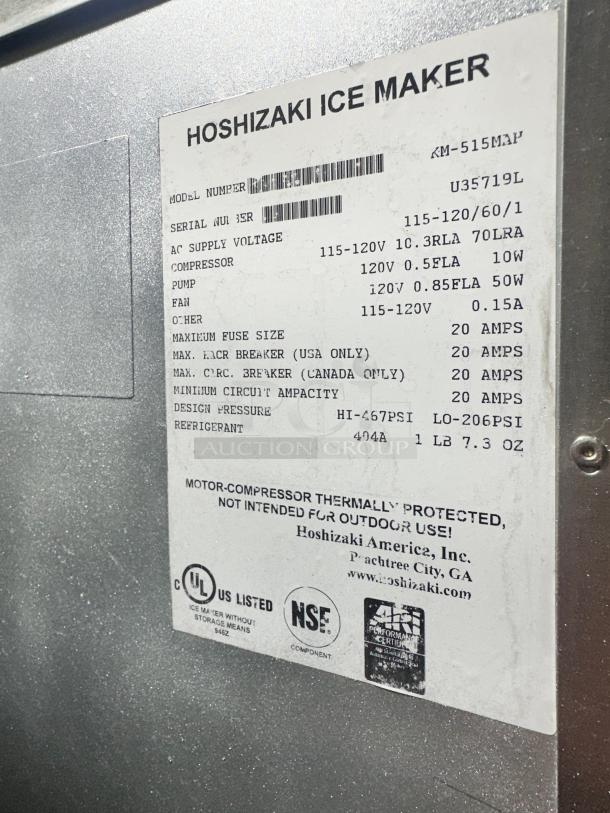 HOSHIZAKI ICE MAKER
MODEL NUMBER KM-515MAH
SERIAL NUMBER U35719L
AC SUPPLY VOLTAGE 115-120/60/1
COMPRESSOR 115-120V 10.3RLA 70LRA
PUMP 120V 0.5FLA 10W
FAN 120V 0.85FLA 50W
OTHER 115-120V 0.15A
MAXIMUM FUSE SIZE 20 AMPS
MAX. HACR BREAKER (USA ONLY) 20 AMPS
MAX. CIRC. BREAKER (CANADA ONLY) 20 AMPS
MINIMUM CIRCUIT AMPACITY 20 AMPS
DESIGN PRESSURE HI-467PSI LO-206PSI
REFRIGERANT 404A 1 LB 7.3 OZ
AUCTION GROUP
MOTOR-COMPRESSOR THERMALLY PROTECTED,
NOT INTENDED FOR OUTDOOR USE!
Hoshizaki America, Inc.
Peachtree City, GA
www.hoshizaki.com
C UL US LISTED
ICE MAKER WITHOUT
STORAGE MEANS
946Z
NSF
COMPONENT
ARI
PERFORMANCE
CERTIFIED